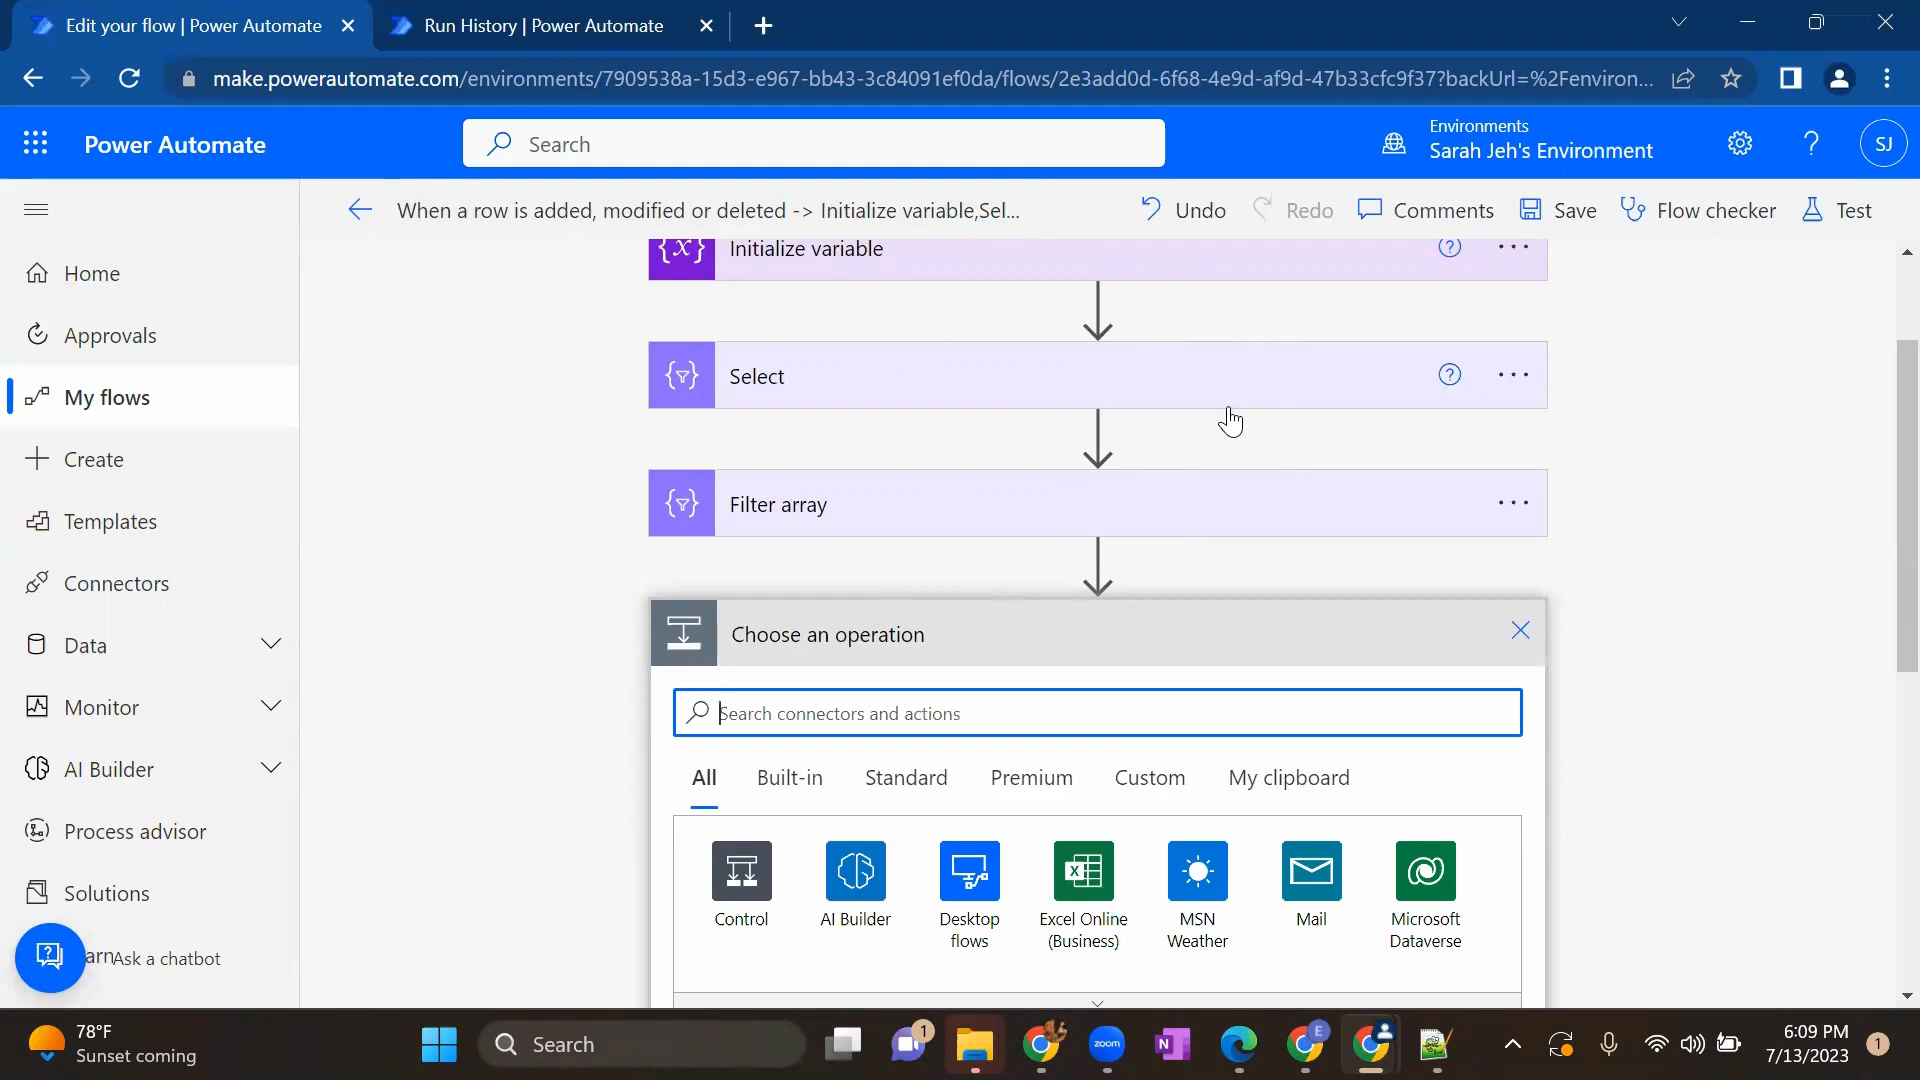 Edit your flow | Power Automate
Run History | Power Automate
make.powerautomate.com/environments/7909538a-15d3-e967-bb43-3c84091ef0da/flows/2e3add0d-6f68-4e9d-af9d-47b33cfc9f37?backUrl=%2Fenviron...
Power Automate
Search
Environments
Sarah Jeh's Environment
SJ
When a row is added, modified or deleted -> Initialize variable,Sel...
Undo
Redo
Comments
Save
Flow checker
Test
Home
Approvals
My flows
Create
Templates
Connectors
Data
Monitor
AI Builder
Process advisor
Solutions
arn
Ask a chatbot
{x}
Initialize variable
Select
Filter array
Choose an operation
Search connectors and actions
All
Built-in
Standard
Premium
Custom
My clipboard
Control
AI Builder
Desktop
flows
Excel Online
(Business)
MSN
Weather
Mail
Microsoft
Dataverse
78°F
Sunset coming
Search
1
zoom
N
E
6:09 PM
7/13/2023
1